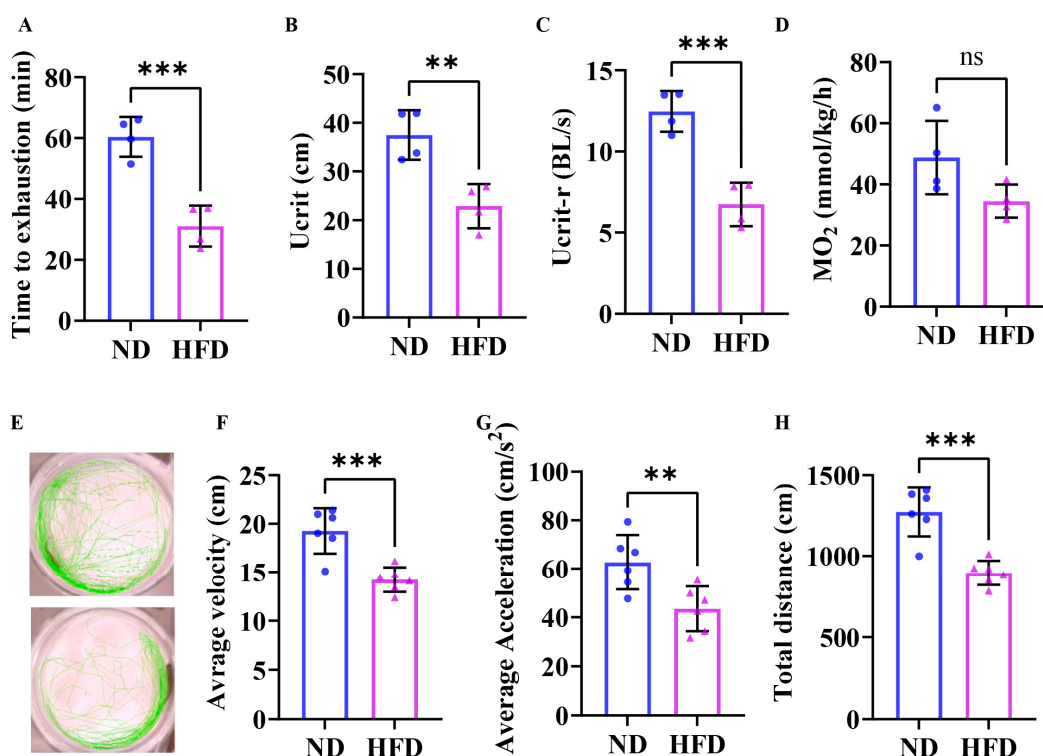 A
Time to exhaustion (min)
80
60
40
20
0
***
ND HFD
B
Ucrit (cm)
50
40
30
20
10
0
**
ND HFD
C
Ucrit-r (BL/s)
15
10
5
0
***
ND HFD
D
MO₂ (mmol/kg/h)
80
60
40
20
0
ns
ND HFD
E
F
Avrage velocity (cm)
25
20
15
10
5
0
***
ND HFD
G
Average Acceleration (cm/s²)
100
80
60
40
20
0
**
ND HFD
H
Total distance (cm)
1500
1000
500
0
***
ND HFD